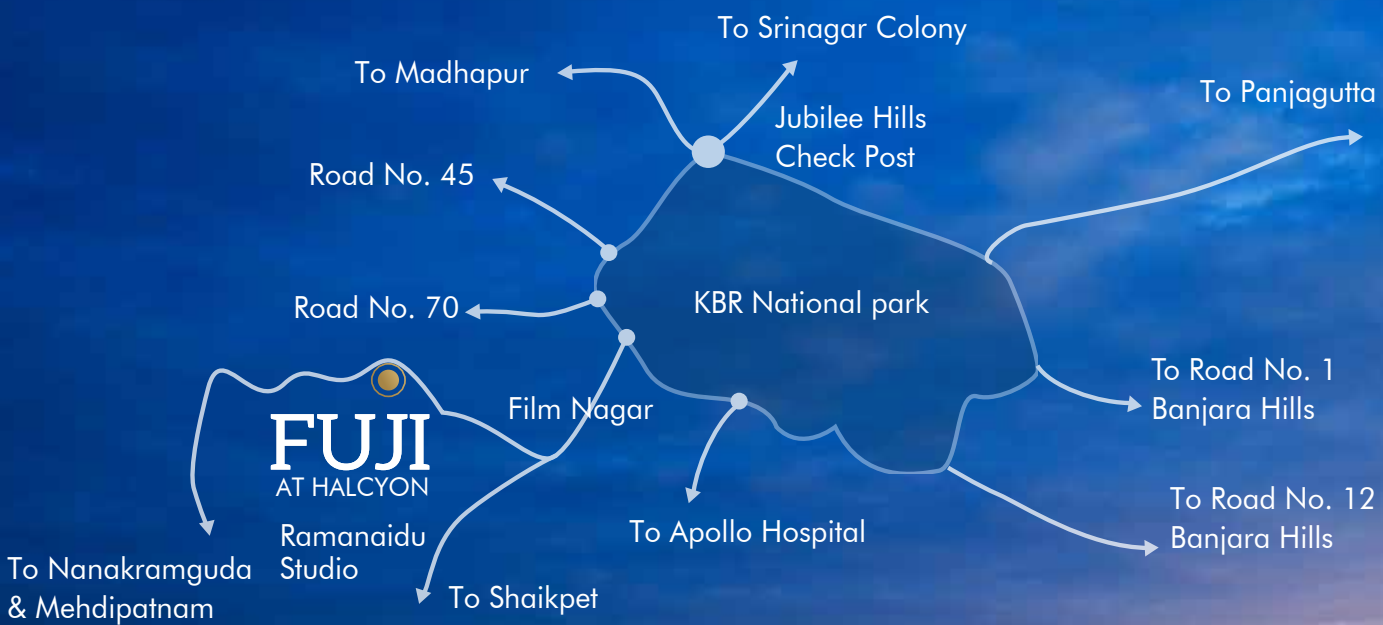 To Srinagar Colony
To Madhapur
To Panjagutta
Jubilee Hills
Check Post
Road No. 45
Road No. 70
KBR National park
To Road No. 1
Banjara Hills
Film Nagar
FUJI
AT HALCYON
To Road No. 12
Banjara Hills
Ramanaidu
Studio
To Apollo Hospital
To Nanakramguda
& Mehdipatnam
To Shaikpet